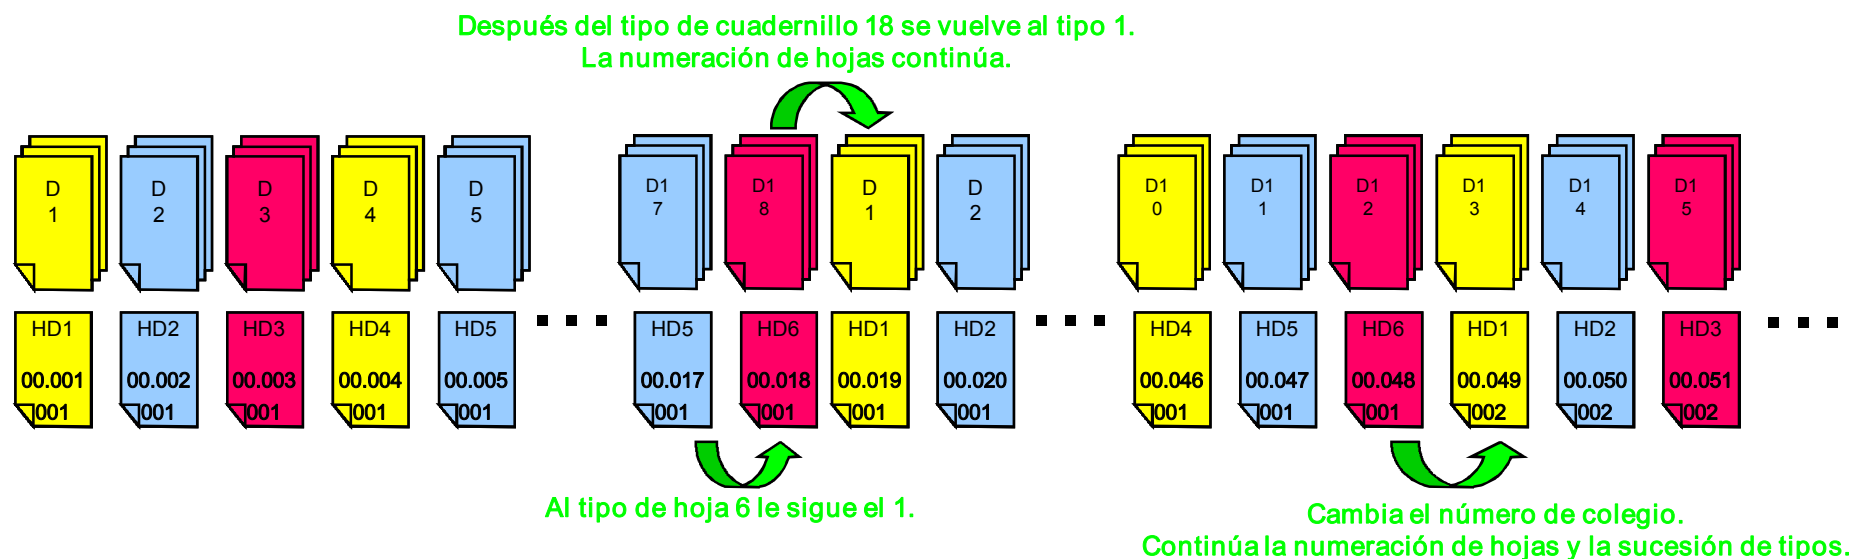 Después del tipo de cuadernillo 18 se vuelve al tipo 1.
La numeración de hojas continúa.
D D D D D D1 D1 D D D1 D1 D1 D1 D1 D1
1 2 3 4 5 7 8 1 2 0 1 2 3 4 5
HD1 HD2 HD3 HD4 HD5 HD5 HD6 HD1 HD2 HD4 HD5 HD6 HD1 HD2 HD3
00.001 00.002 00.003 00.004 00.005 00.017 00.018 00.019 00.020 00.046 00.047 00.048 00.049 00.050 00.051
001 001 001 001 001 001 001 001 001 001 001 001 002 002 002
Al tipo de hoja 6 le sigue el 1.
Cambia el número de colegio.
Continúa la numeración de hojas y la sucesión de tipos.